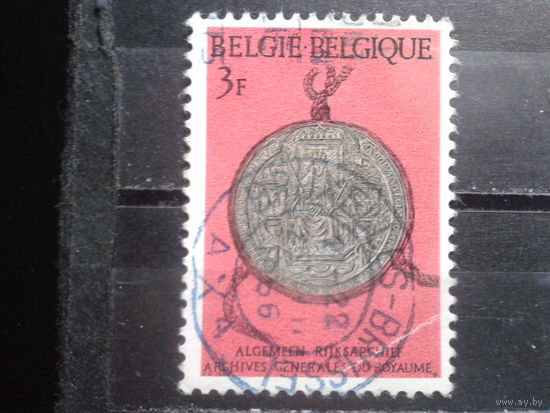 BELGIE·BELGIQUE
3F
ALGEMEEN RIJKSARCHIEF
ARCHIVES GENERALES DU ROYAUME
www.ay.by